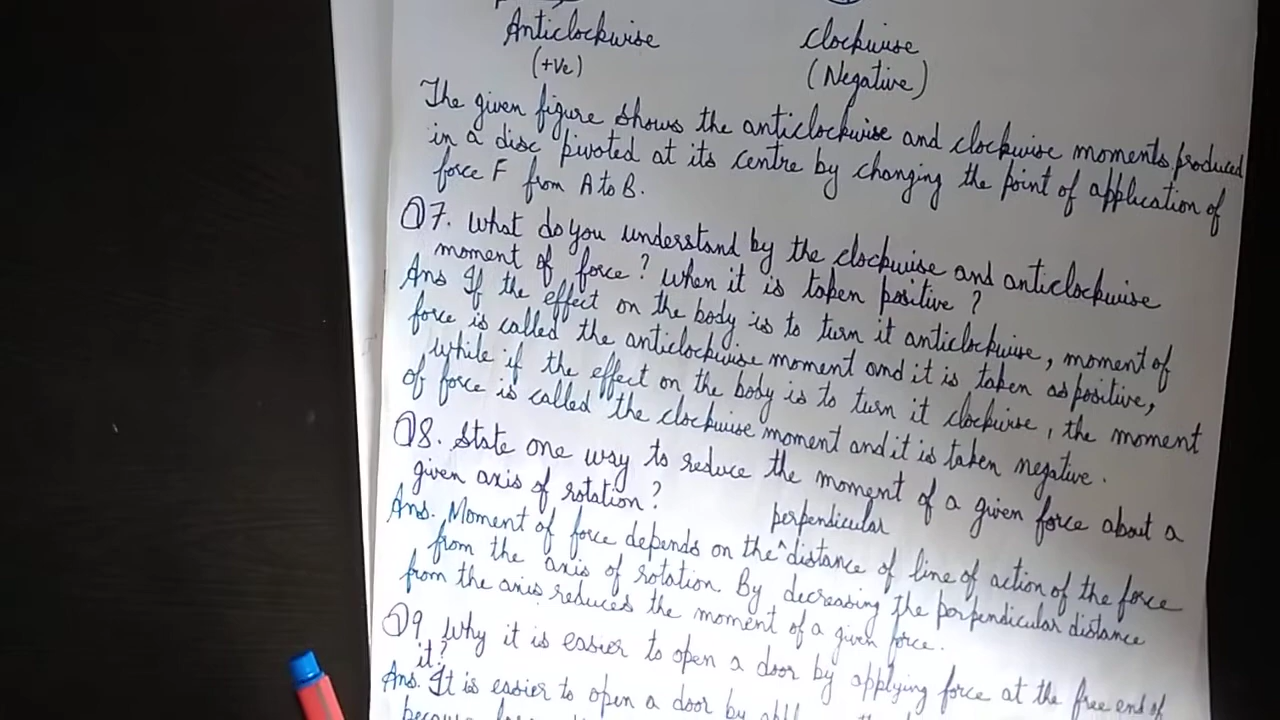 Anticlockwise clockwise
(+ve) (Negative)
The given figure shows the anticlockwise and clockwise moments produced
in a disc pivoted at its centre by changing the point of application of
force F from A to B.
Q7. What do you understand by the clockwise and anticlockwise
moment of force? When it is taken positive?
Ans If the effect on the body is to turn it anticlockwise, moment of
force is called the anticlockwise moment and it is taken as positive,
while if the effect on the body is to turn it clockwise, the moment
of force is called the clockwise moment and it is taken negative.
Q8. State one way to reduce the moment of a given force about a
given axis of rotation?
perpendicular
Ans. Moment of force depends on the ^ distance of line of action of the force
from the axis of rotation. By decreasing the perpendicular distance
from the axis reduces the moment of a given force.
Q9 Why it is easier to open a door by applying force at the free end of
it?
Ans. It is easier to open a door by
because